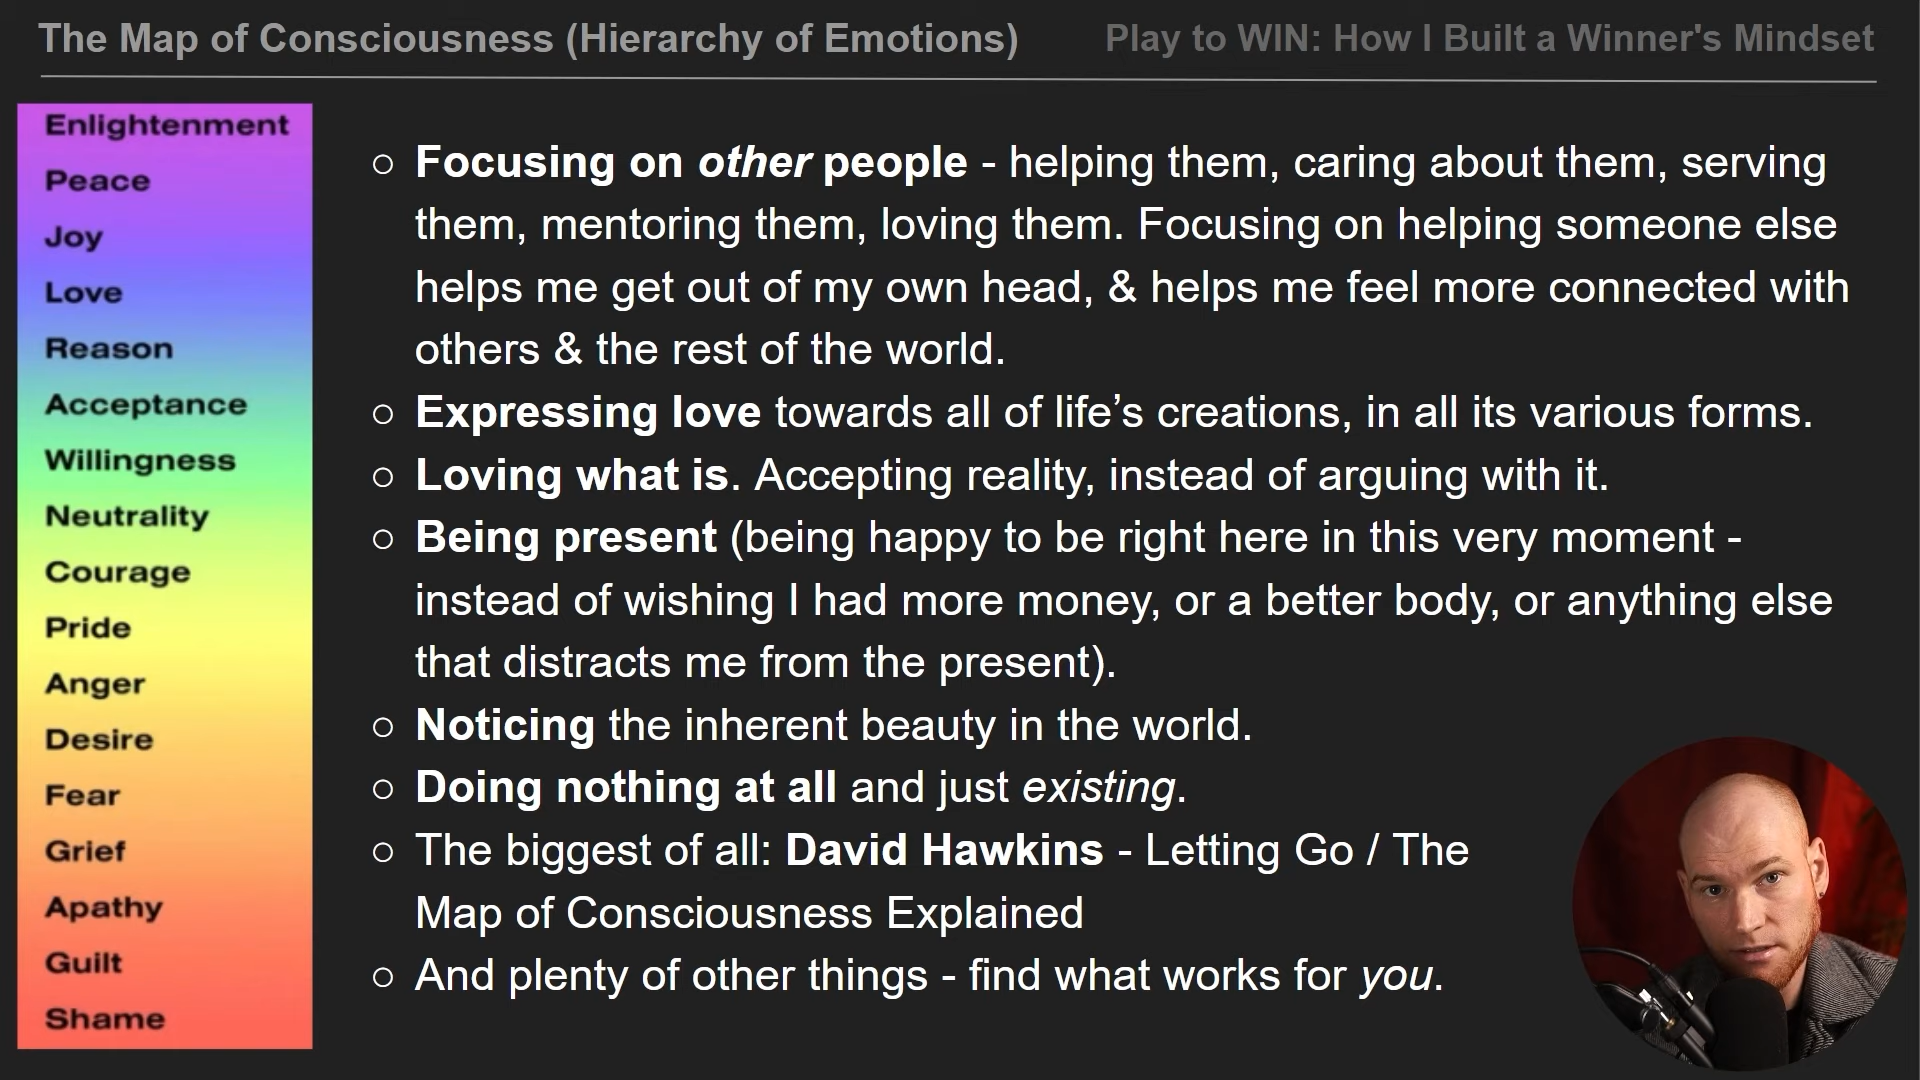 The Map of Consciousness (Hierarchy of Emotions)
Play to WIN: How I Built a Winner's Mindset
Enlightenment
Peace
Joy
Love
Reason
Acceptance
Willingness
Neutrality
Courage
Pride
Anger
Desire
Fear
Grief
Apathy
Guilt
Shame
○ Focusing on other people - helping them, caring about them, serving
them, mentoring them, loving them. Focusing on helping someone else
helps me get out of my own head, & helps me feel more connected with
others & the rest of the world.
○ Expressing love towards all of life’s creations, in all its various forms.
○ Loving what is. Accepting reality, instead of arguing with it.
○ Being present (being happy to be right here in this very moment -
instead of wishing I had more money, or a better body, or anything else
that distracts me from the present).
○ Noticing the inherent beauty in the world.
○ Doing nothing at all and just existing.
○ The biggest of all: David Hawkins - Letting Go / The
Map of Consciousness Explained
○ And plenty of other things - find what works for you.